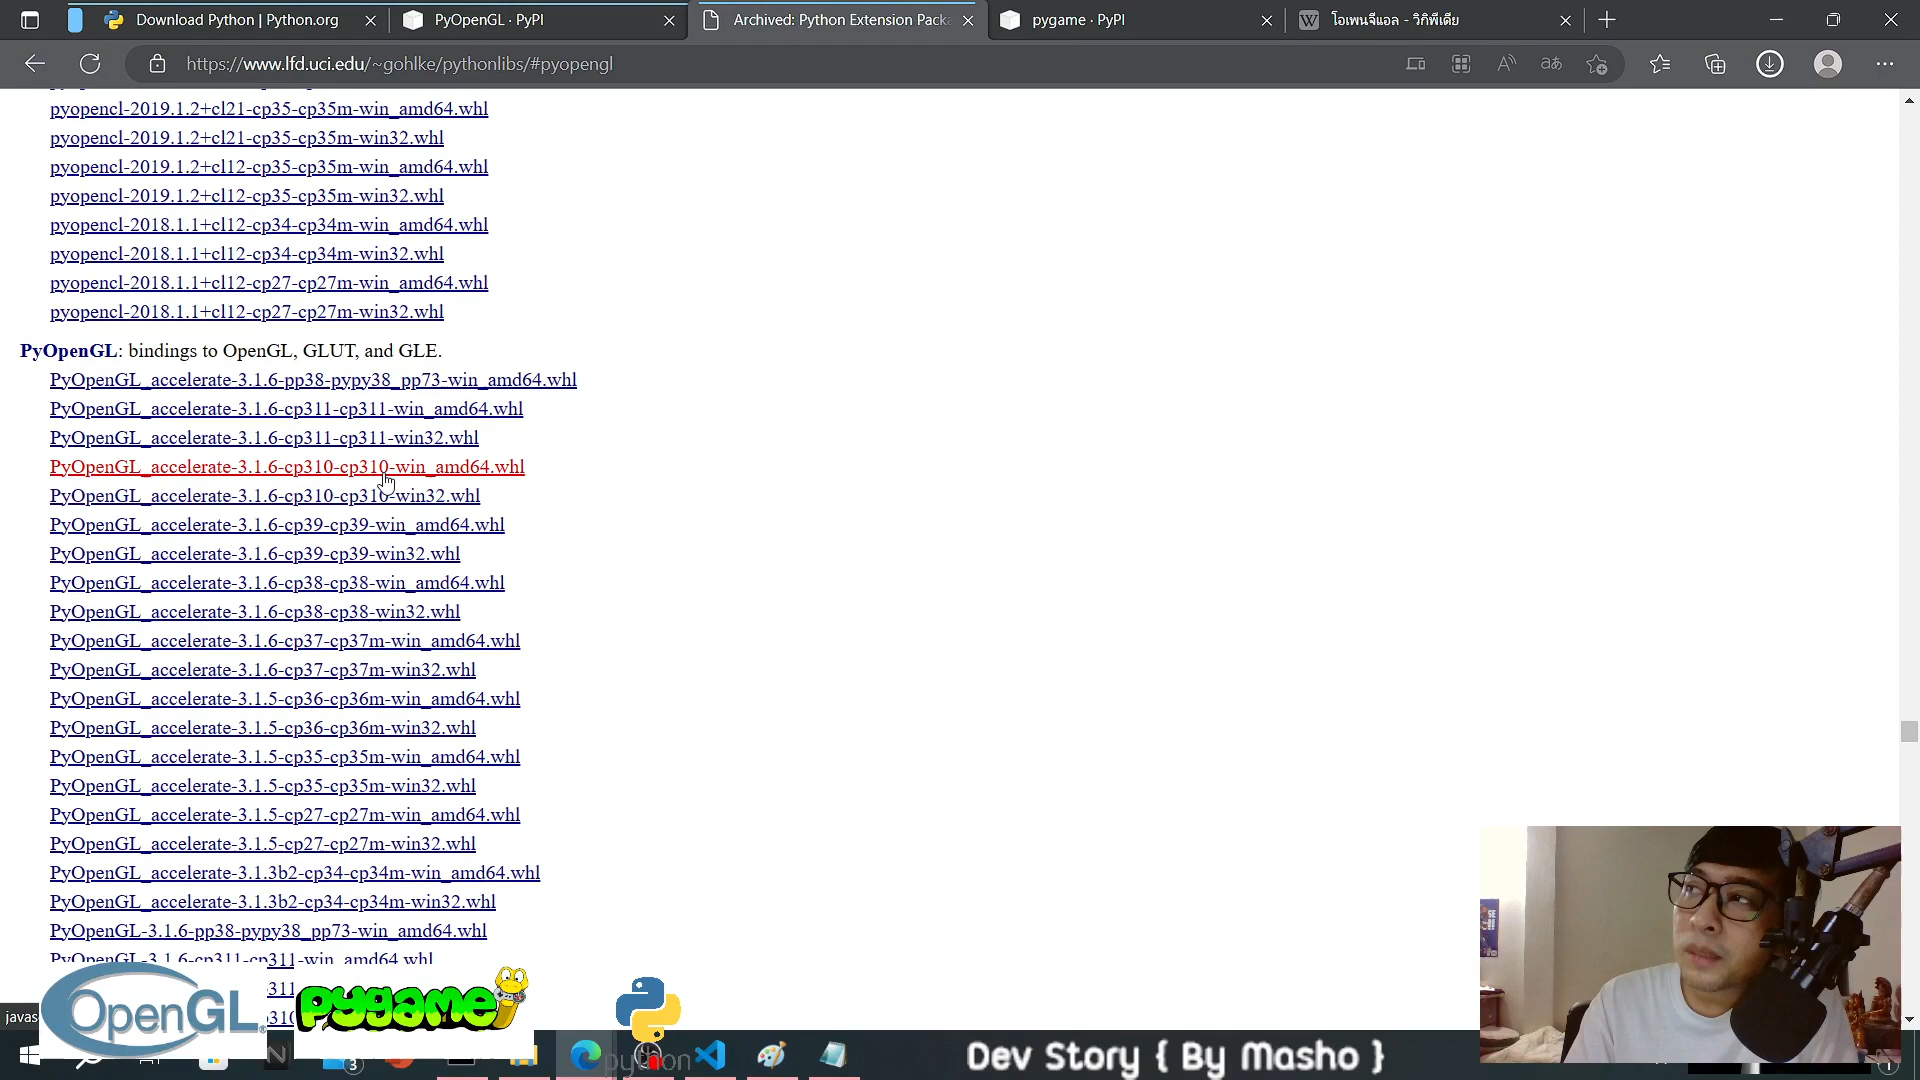 Download Python | Python.org
PyOpenGL · PyPI
Archived: Python Extension Packa
pygame · PyPI
โอเพนจีแอล - วิกิพีเดีย
https://www.lfd.uci.edu/~gohlke/pythonlibs/#pyopengl
pyopencl-2019.1.2+cl21-cp35-cp35m-win_amd64.whl
pyopencl-2019.1.2+cl21-cp35-cp35m-win32.whl
pyopencl-2019.1.2+cl12-cp35-cp35m-win_amd64.whl
pyopencl-2019.1.2+cl12-cp35-cp35m-win32.whl
pyopencl-2018.1.1+cl12-cp34-cp34m-win_amd64.whl
pyopencl-2018.1.1+cl12-cp34-cp34m-win32.whl
pyopencl-2018.1.1+cl12-cp27-cp27m-win_amd64.whl
pyopencl-2018.1.1+cl12-cp27-cp27m-win32.whl
PyOpenGL: bindings to OpenGL, GLUT, and GLE.
PyOpenGL_accelerate-3.1.6-pp38-pypy38_pp73-win_amd64.whl
PyOpenGL_accelerate-3.1.6-cp311-cp311-win_amd64.whl
PyOpenGL_accelerate-3.1.6-cp311-cp311-win32.whl
PyOpenGL_accelerate-3.1.6-cp310-cp310-win_amd64.whl
PyOpenGL_accelerate-3.1.6-cp310-cp310-win32.whl
PyOpenGL_accelerate-3.1.6-cp39-cp39-win_amd64.whl
PyOpenGL_accelerate-3.1.6-cp39-cp39-win32.whl
PyOpenGL_accelerate-3.1.6-cp38-cp38-win_amd64.whl
PyOpenGL_accelerate-3.1.6-cp38-cp38-win32.whl
PyOpenGL_accelerate-3.1.6-cp37-cp37m-win_amd64.whl
PyOpenGL_accelerate-3.1.6-cp37-cp37m-win32.whl
PyOpenGL_accelerate-3.1.5-cp36-cp36m-win_amd64.whl
PyOpenGL_accelerate-3.1.5-cp36-cp36m-win32.whl
PyOpenGL_accelerate-3.1.5-cp35-cp35m-win_amd64.whl
PyOpenGL_accelerate-3.1.5-cp35-cp35m-win32.whl
PyOpenGL_accelerate-3.1.5-cp27-cp27m-win_amd64.whl
PyOpenGL_accelerate-3.1.5-cp27-cp27m-win32.whl
PyOpenGL_accelerate-3.1.3b2-cp34-cp34m-win_amd64.whl
PyOpenGL_accelerate-3.1.3b2-cp34-cp34m-win32.whl
PyOpenGL-3.1.6-pp38-pypy38_pp73-win_amd64.whl
PyOpenGL-3.1.6-cp311-cp311-win_amd64.whl
javas
OpenGL
pygame
python
Dev Story { By Masho }